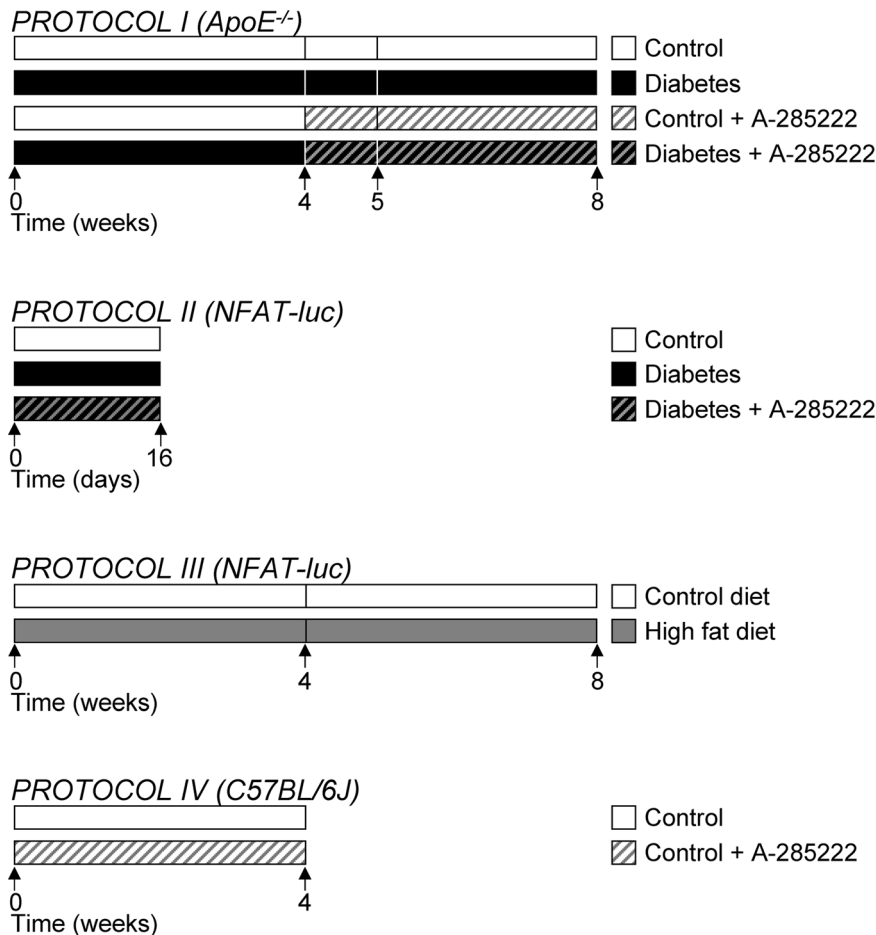 PROTOCOL I (ApoE-/-)
Control
Diabetes
Control + A-285222
Diabetes + A-285222
0 4 5 8
Time (weeks)
PROTOCOL II (NFAT-luc)
Control
Diabetes
Diabetes + A-285222
0 16
Time (days)
PROTOCOL III (NFAT-luc)
Control diet
High fat diet
0 4 8
Time (weeks)
PROTOCOL IV (C57BL/6J)
Control
Control + A-285222
0 4
Time (weeks)